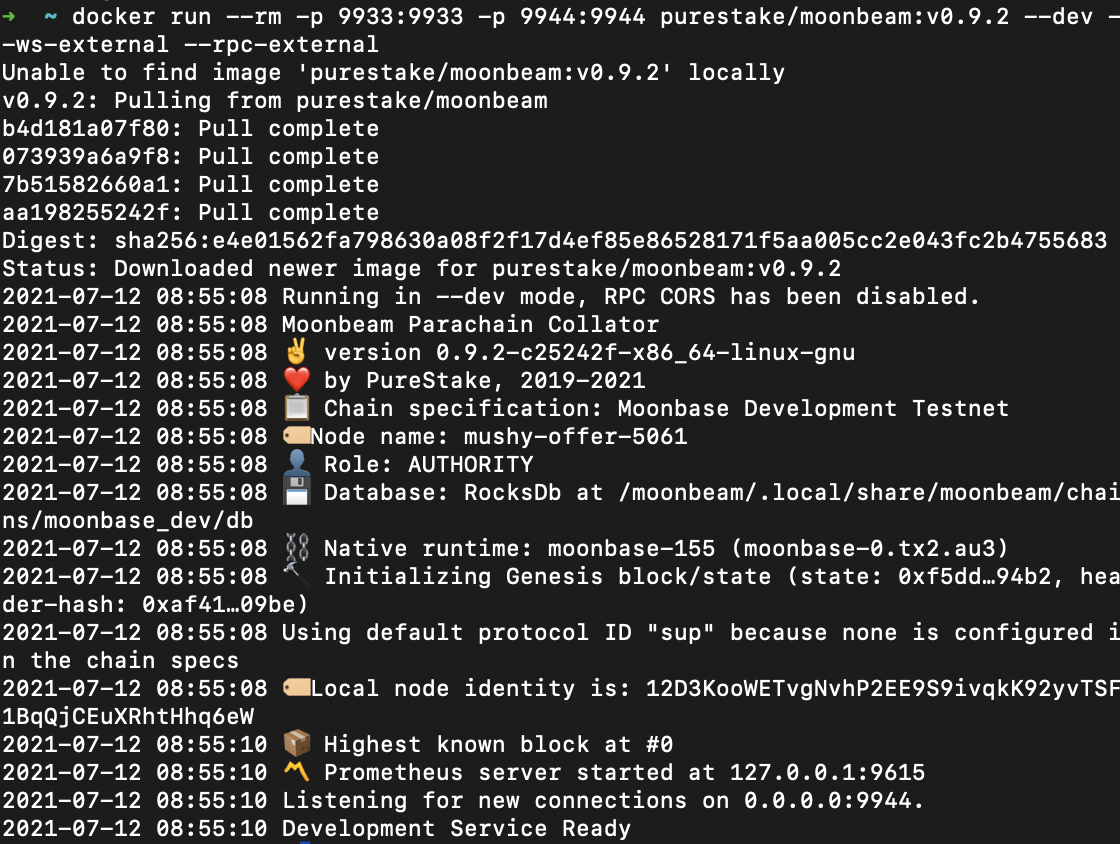 ➜  ~ docker run --rm -p 9933:9933 -p 9944:9944 purestake/moonbeam:v0.9.2 --dev -
-ws-external --rpc-external
Unable to find image 'purestake/moonbeam:v0.9.2' locally
v0.9.2: Pulling from purestake/moonbeam
b4d181a07f80: Pull complete
073939a6a9f8: Pull complete
7b51582660a1: Pull complete
aa198255242f: Pull complete
Digest: sha256:e4e01562fa798630a08f2f17d4ef85e86528171f5aa005cc2e043fc2b4755683
Status: Downloaded newer image for purestake/moonbeam:v0.9.2
2021-07-12 08:55:08 Running in --dev mode, RPC CORS has been disabled.
2021-07-12 08:55:08 Moonbeam Parachain Collator
2021-07-12 08:55:08 ✌️ version 0.9.2-c25242f-x86_64-linux-gnu
2021-07-12 08:55:08 ❤️ by PureStake, 2019-2021
2021-07-12 08:55:08 📋 Chain specification: Moonbase Development Testnet
2021-07-12 08:55:08 🏷Node name: mushy-offer-5061
2021-07-12 08:55:08 👤 Role: AUTHORITY
2021-07-12 08:55:08 💾 Database: RocksDb at /moonbeam/.local/share/moonbeam/chai
ns/moonbase_dev/db
2021-07-12 08:55:08 ⛓ Native runtime: moonbase-155 (moonbase-0.tx2.au3)
2021-07-12 08:55:08 🔨 Initializing Genesis block/state (state: 0xf5dd…94b2, hea
der-hash: 0xaf41…09be)
2021-07-12 08:55:08 Using default protocol ID "sup" because none is configured i
n the chain specs
2021-07-12 08:55:08 🏷Local node identity is: 12D3KooWETvgNvhP2EE9S9ivqkK92yvTSF
1BqQjCEuXRhtHhq6eW
2021-07-12 08:55:10 📦 Highest known block at #0
2021-07-12 08:55:10 〽️ Prometheus server started at 127.0.0.1:9615
2021-07-12 08:55:10 Listening for new connections on 0.0.0.0:9944.
2021-07-12 08:55:10 Development Service Ready